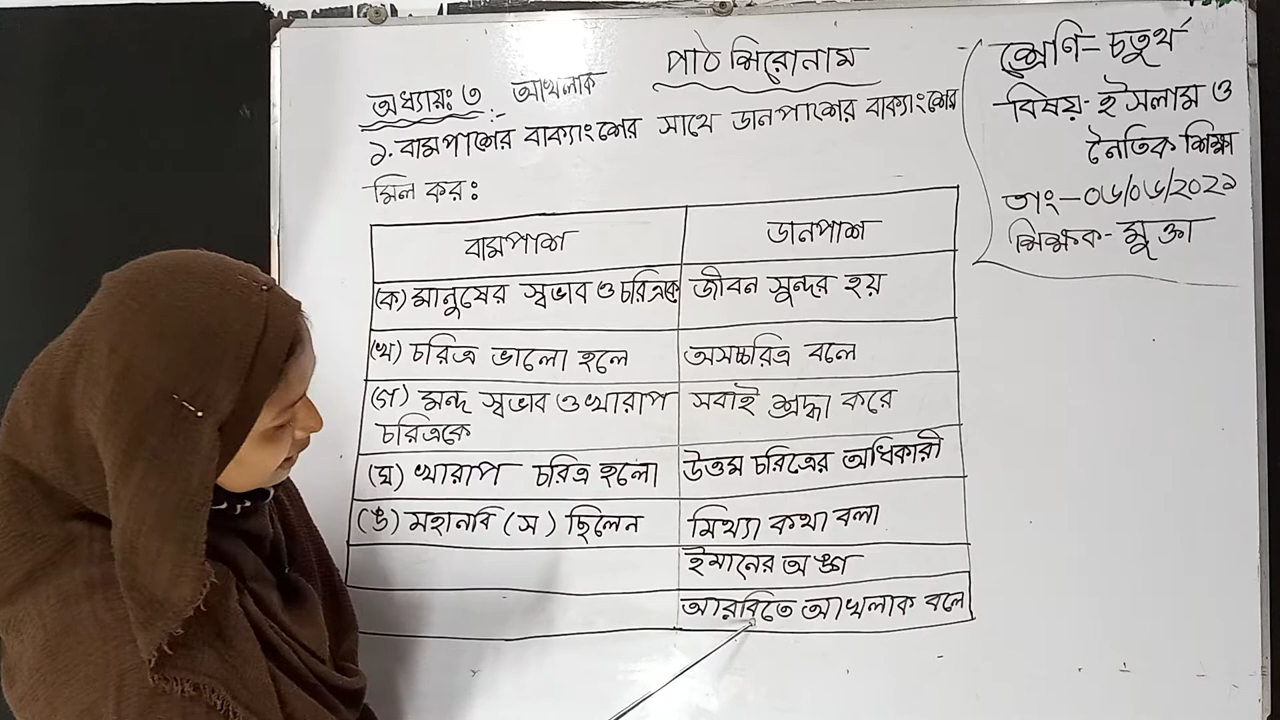 পাঠ শিরোনাম
অধ্যায়ঃ ৩ আখলাক
১. বামপাশের বাক্যাংশের সাথে ডানপাশের বাক্যাংশের
মিল করঃ
বামপাশ ডানপাশ
(ক) মানুষের স্বভাব ও চরিত্রকে জীবন সুন্দর হয়
(খ) চরিত্র ভালো হলে অসচ্চরিত্র বলে
(গ) মন্দ স্বভাব ও খারাপ সবাই শ্রদ্ধা করে
চরিত্রকে
(ঘ) খারাপ চরিত্র হলো উত্তম চরিত্রের অধিকারী
(ঙ) মহানবি (স) ছিলেন মিথ্যা কথা বলা
ইমানের অঙ্গ
আরবিতে আখলাক বলে
শ্রেণি- চতুর্থ
বিষয়- ইসলাম ও
নৈতিক শিক্ষা
তাং- ০৬/০৬/২০২১
শিক্ষক- মুক্তা